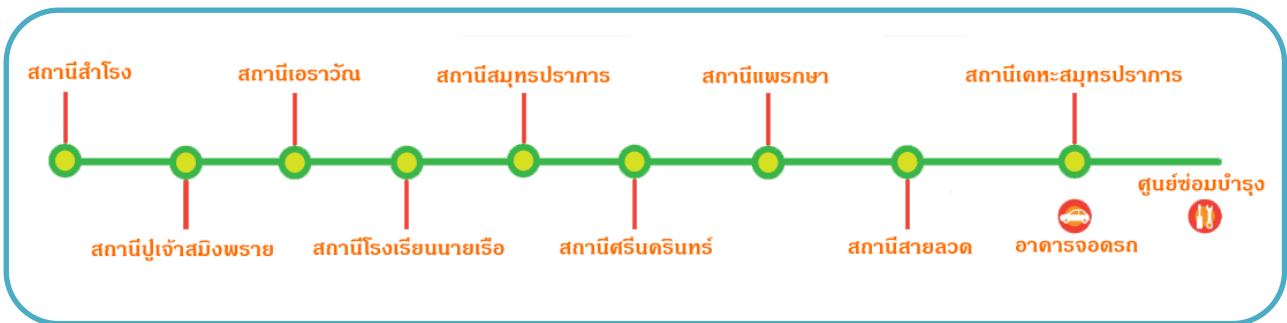 สถานีสำโรง
สถานีเอราวัณ
สถานีสมุทรปราการ
สถานีแพรกษา
สถานีเคหะสมุทรปราการ
สถานีปู่เจ้าสมิงพราย
สถานีโรงเรียนนายเรือ
สถานีศรีนครินทร์
สถานีสายลวด
อาคารจอดรถ
ศูนย์ซ่อมบำรุง